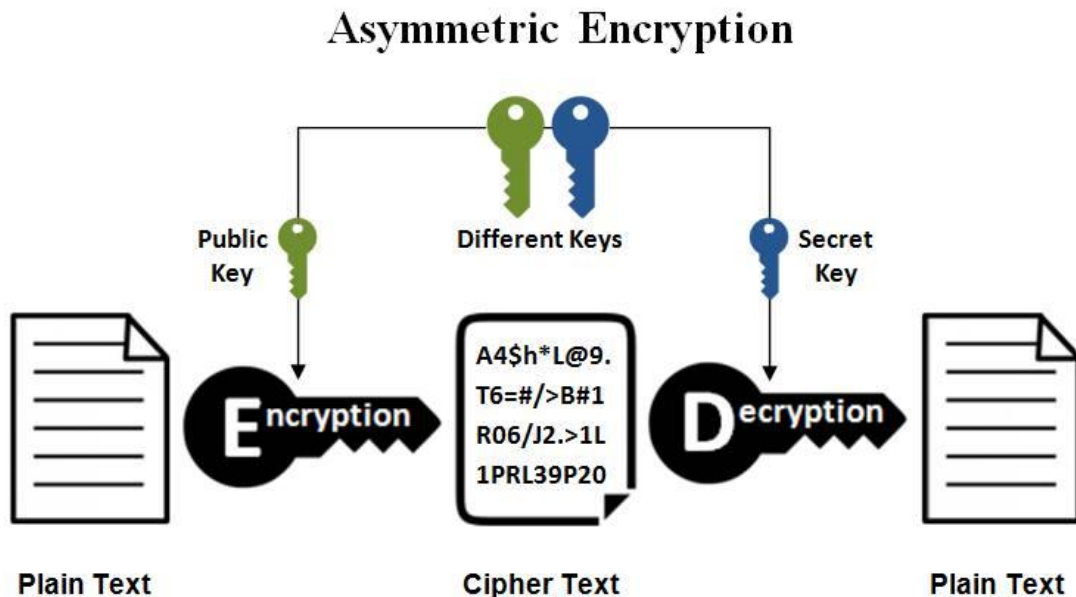 Asymmetric Encryption
Public
Key
Different Keys
Secret
Key
Encryption
A4$h*L@9.
T6=#/>B#1
R06/J2.>1L
1PRL39P20
Decryption
Plain Text
Cipher Text
Plain Text